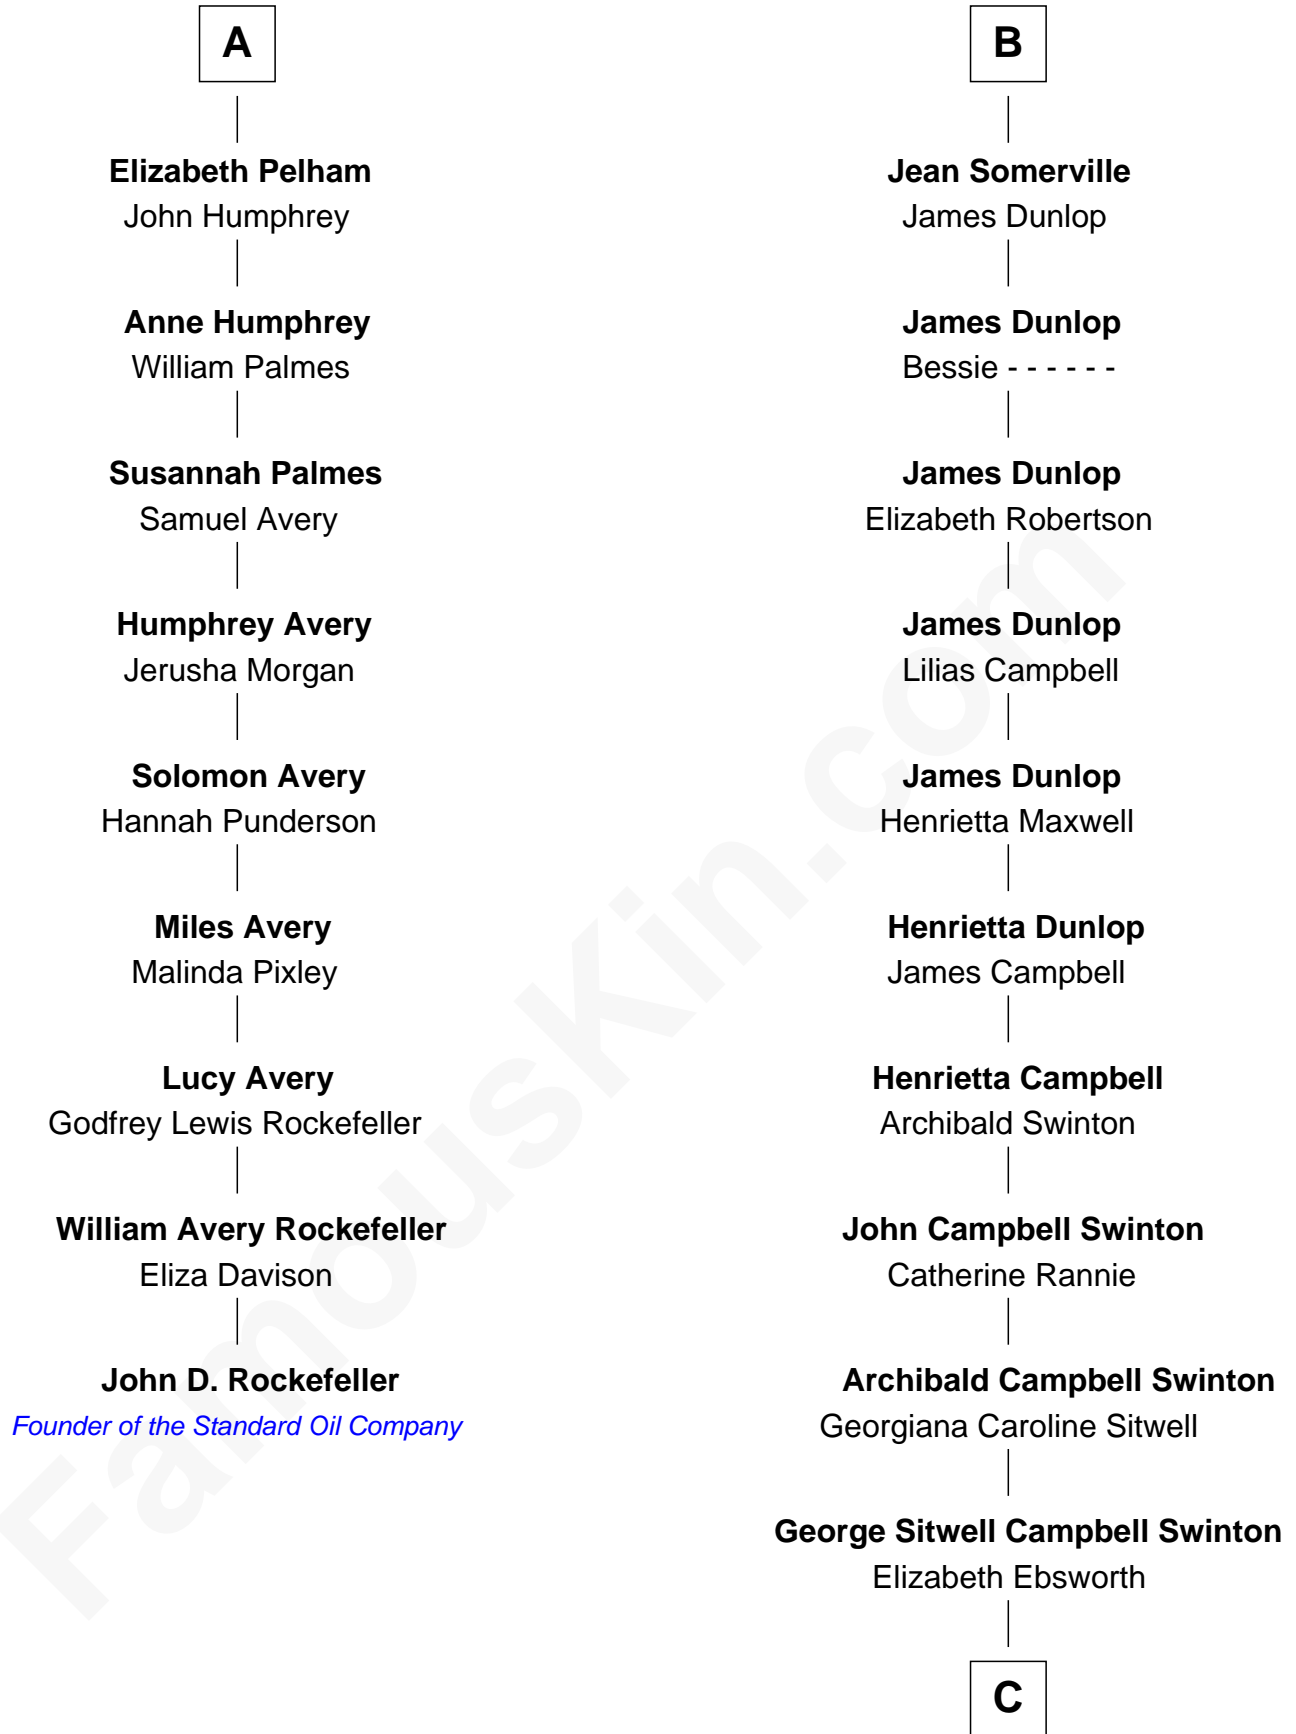 A
Elizabeth Pelham
John Humphrey
Anne Humphrey
William Palmes
Susannah Palmes
Samuel Avery
Humphrey Avery
Jerusha Morgan
Solomon Avery
Hannah Punderson
Miles Avery
Malinda Pixley
Lucy Avery
Godfrey Lewis Rockefeller
William Avery Rockefeller
Eliza Davison
John D. Rockefeller
Founder of the Standard Oil Company
B
Jean Somerville
James Dunlop
James Dunlop
Bessie - - - - - -
James Dunlop
Elizabeth Robertson
James Dunlop
Lilias Campbell
James Dunlop
Henrietta Maxwell
Henrietta Dunlop
James Campbell
Henrietta Campbell
Archibald Swinton
John Campbell Swinton
Catherine Rannie
Archibald Campbell Swinton
Georgiana Caroline Sitwell
George Sitwell Campbell Swinton
Elizabeth Ebsworth
C
FamousKin.com